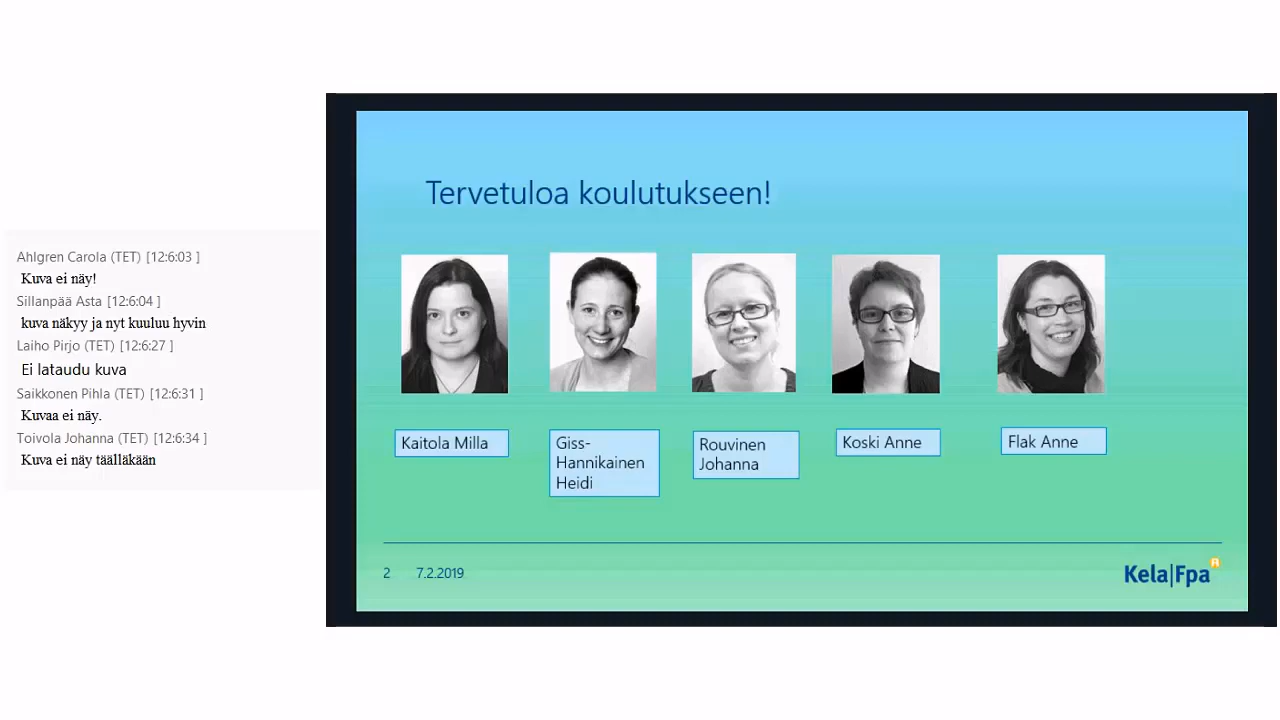 Ahlgren Carola (TET) [12:6:03 ]
Kuva ei näy!
Sillanpää Asta [12:6:04 ]
kuva näkyy ja nyt kuuluu hyvin
Laiho Pirjo (TET) [12:6:27 ]
Ei lataudu kuva
Saikkonen Pihla (TET) [12:6:31 ]
Kuvaa ei näy.
Toivola Johanna (TET) [12:6:34 ]
Kuva ei näy täälläkään
Tervetuloa koulutukseen!
Kaitola Milla
Giss-
Hannikainen
Heidi
Rouvinen
Johanna
Koski Anne
Flak Anne
2 7.2.2019
Kela|Fpa